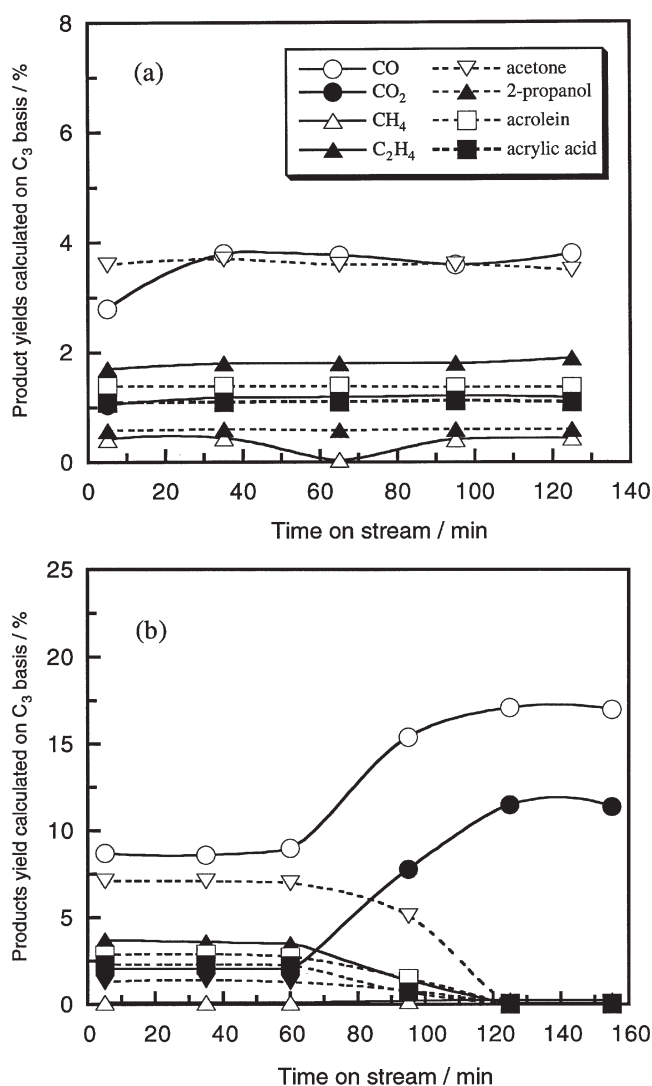 8
(a)
CO
acetone
CO₂
2-propanol
CH₄
acrolein
C₂H₄
acrylic acid
6
4
2
0
Product yields calculated on C₃ basis / %
0 20 40 60 80 100 120 140
Time on stream / min
25
(b)
20
15
10
5
0
Products yield calculated on C₃ basis / %
0 20 40 60 80 100 120 140 160
Time on stream / min